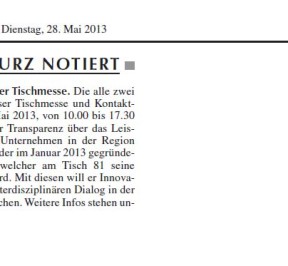 Dienstag, 28. Mai 2013
URZ NOTIERT
er Tischmesse. Die alle zwei
ser Tischmesse und Kontakt-
Mai 2013, von 10.00 bis 17.30
r Transparenz über das Leis-
Unternehmen in der Region
der im Januar 2013 gegründe-
welcher am Tisch 81 seine
rd. Mit diesen will er Innova-
terdisziplinären Dialog in der
chen. Weitere Infos stehen un-